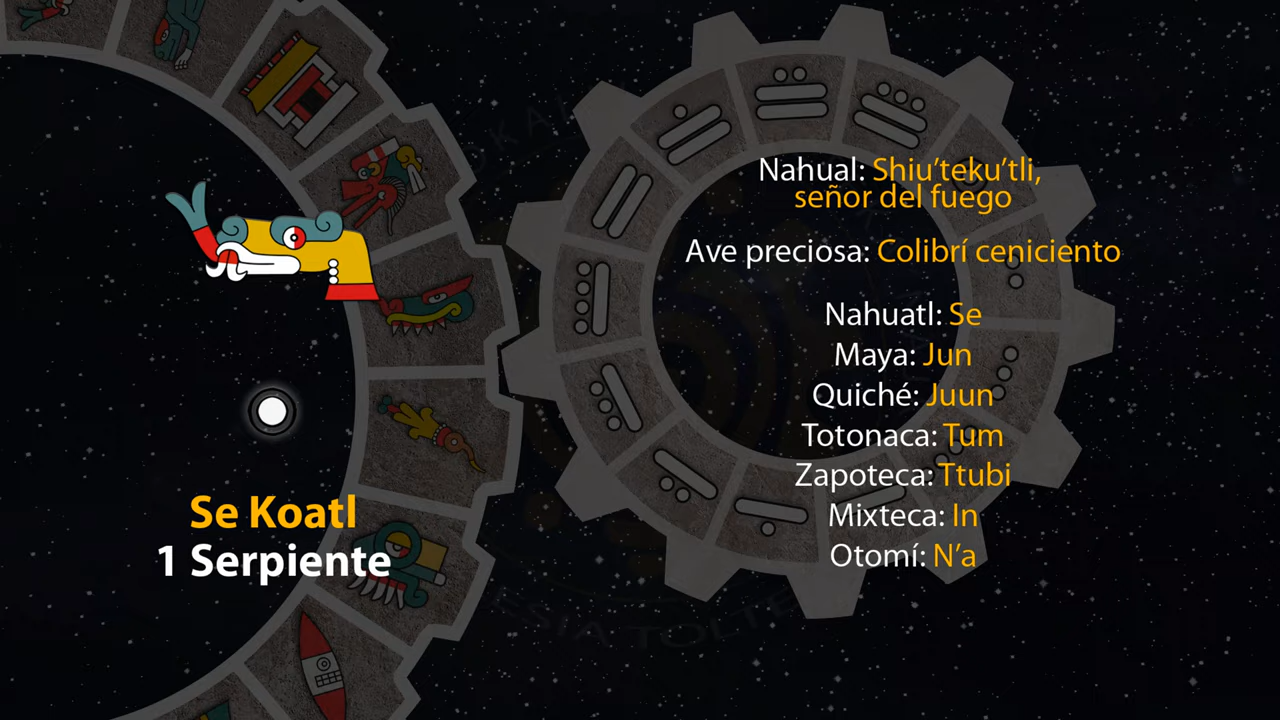 Nahual: Shiu’teku’tli,
señor del fuego
Ave preciosa: Colibrí ceniciento
Nahuatl: Se
Maya: Jun
Quiché: Juun
Totonaca: Tum
Zapoteca: Ttubi
Mixteca: In
Otomí: N’a
Se Koatl
1 Serpiente